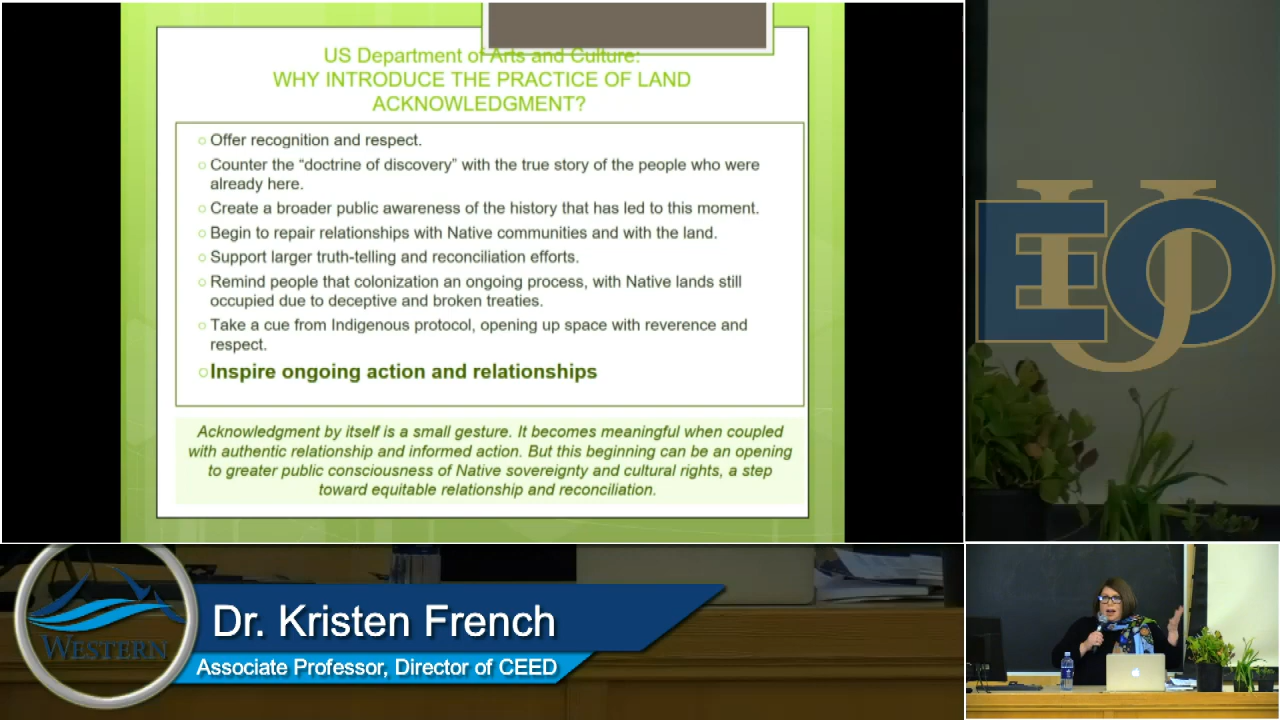 US Department of Arts and Culture:
WHY INTRODUCE THE PRACTICE OF LAND
ACKNOWLEDGMENT?
Offer recognition and respect.
Counter the “doctrine of discovery” with the true story of the people who were
already here.
Create a broader public awareness of the history that has led to this moment.
Begin to repair relationships with Native communities and with the land.
Support larger truth-telling and reconciliation efforts.
Remind people that colonization an ongoing process, with Native lands still
occupied due to deceptive and broken treaties.
Take a cue from Indigenous protocol, opening up space with reverence and
respect.
Inspire ongoing action and relationships
Acknowledgment by itself is a small gesture. It becomes meaningful when coupled
with authentic relationship and informed action. But this beginning can be an opening
to greater public consciousness of Native sovereignty and cultural rights, a step
toward equitable relationship and reconciliation.
EUO
WESTERN
Dr. Kristen French
Associate Professor, Director of CEED